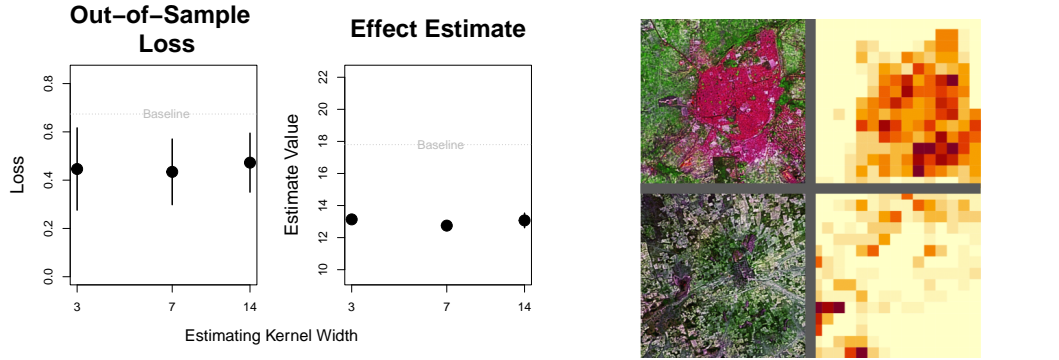 Out−of−Sample
Loss
Effect Estimate
0.8
0.6
0.4
0.2
0.0
Loss
Baseline
3
7
14
22
20
18
16
14
12
10
Estimate Value
Baseline
3
7
14
Estimating Kernel Width